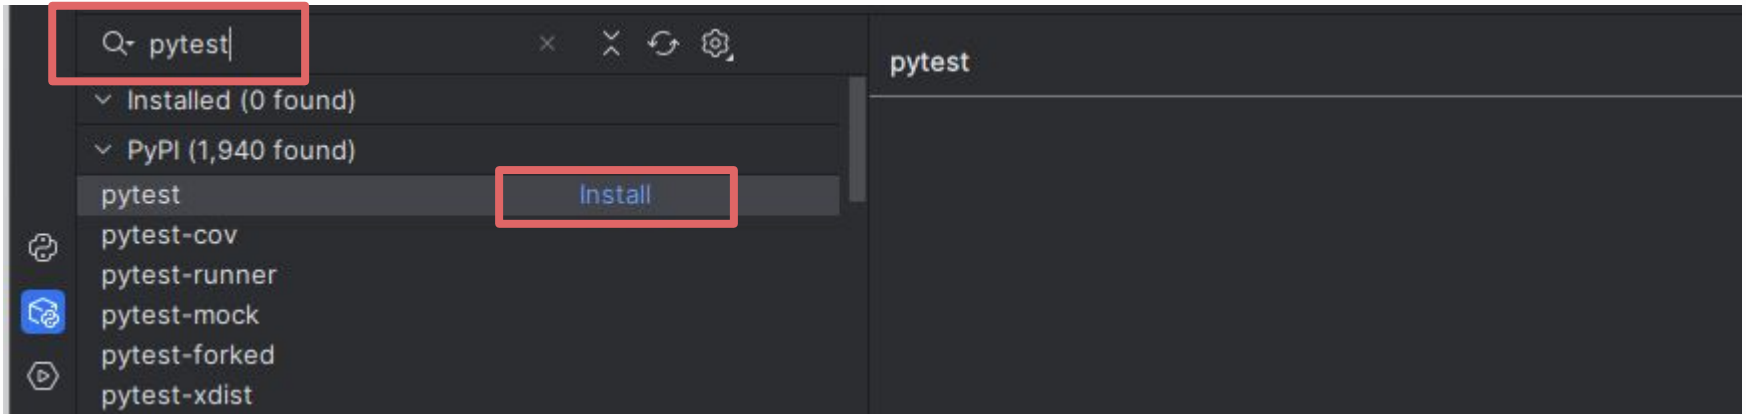 pytest
pytest
Installed (0 found)
PyPI (1,940 found)
pytest Install
pytest-cov
pytest-runner
pytest-mock
pytest-forked
pytest-xdist